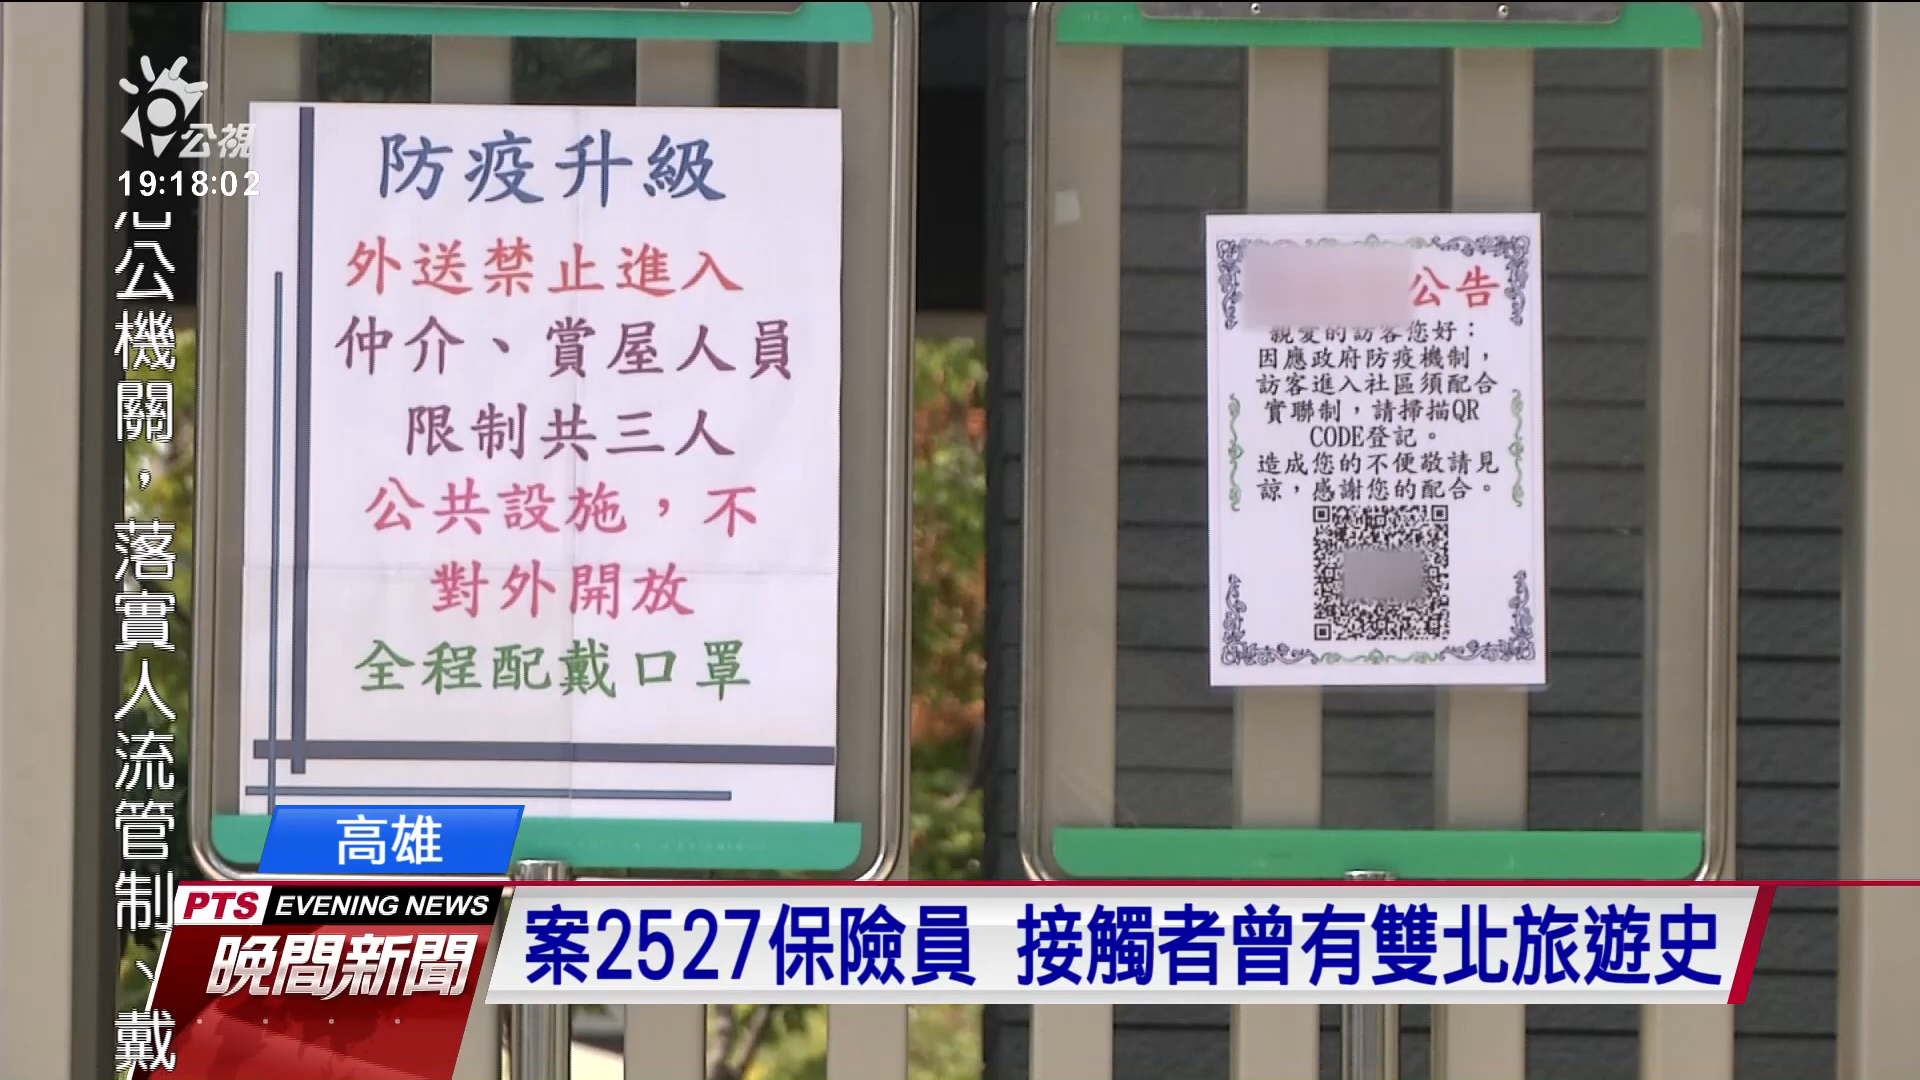 公視
19:18:02
公機關，落實人流管制、戴
防疫升級
外送禁止進入
仲介、賞屋人員
限制共三人
公共設施，不
對外開放
全程配戴口罩
公告
親愛的訪客您好：
因應政府防疫機制，
訪客進入社區須配合
實聯制，請掃描QR
CODE登記。
造成您的不便敬請見
諒，感謝您的配合。
高雄
PTS EVENING NEWS
晚間新聞
案2527保險員 接觸者曾有雙北旅遊史